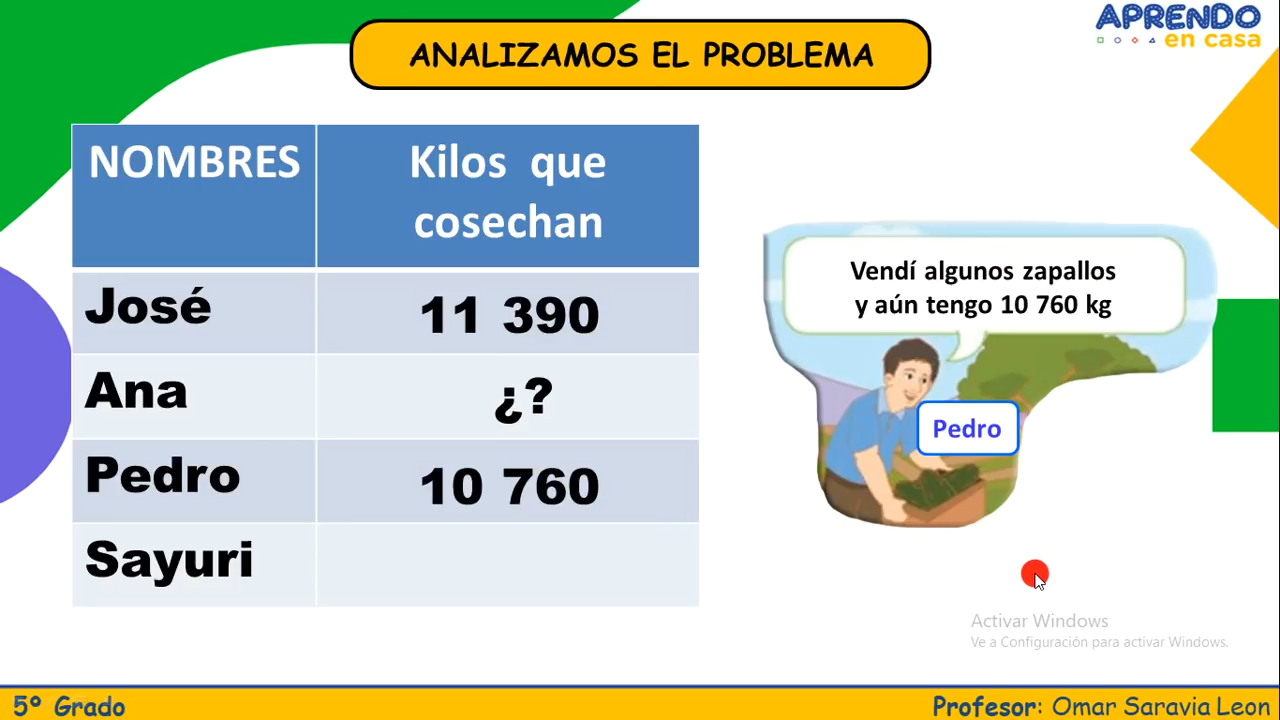 APRENDO
en casa
ANALIZAMOS EL PROBLEMA
NOMBRES
Kilos que
cosechan
José
11 390
Ana
¿?
Pedro
10 760
Sayuri
Vendí algunos zapallos
y aún tengo 10 760 kg
Pedro
Activar Windows
Ve a Configuración para activar Windows.
5º Grado
Profesor: Omar Saravia Leon